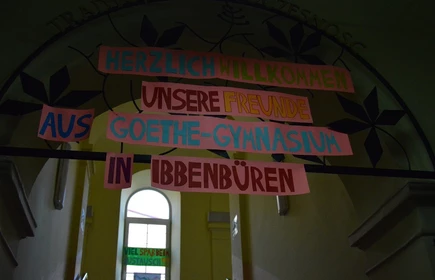 HERZLICH WILLKOMMEN
UNSERE FREUNDE
AUS GOETHE-GYMNASIUM
IN IBBENBÜREN